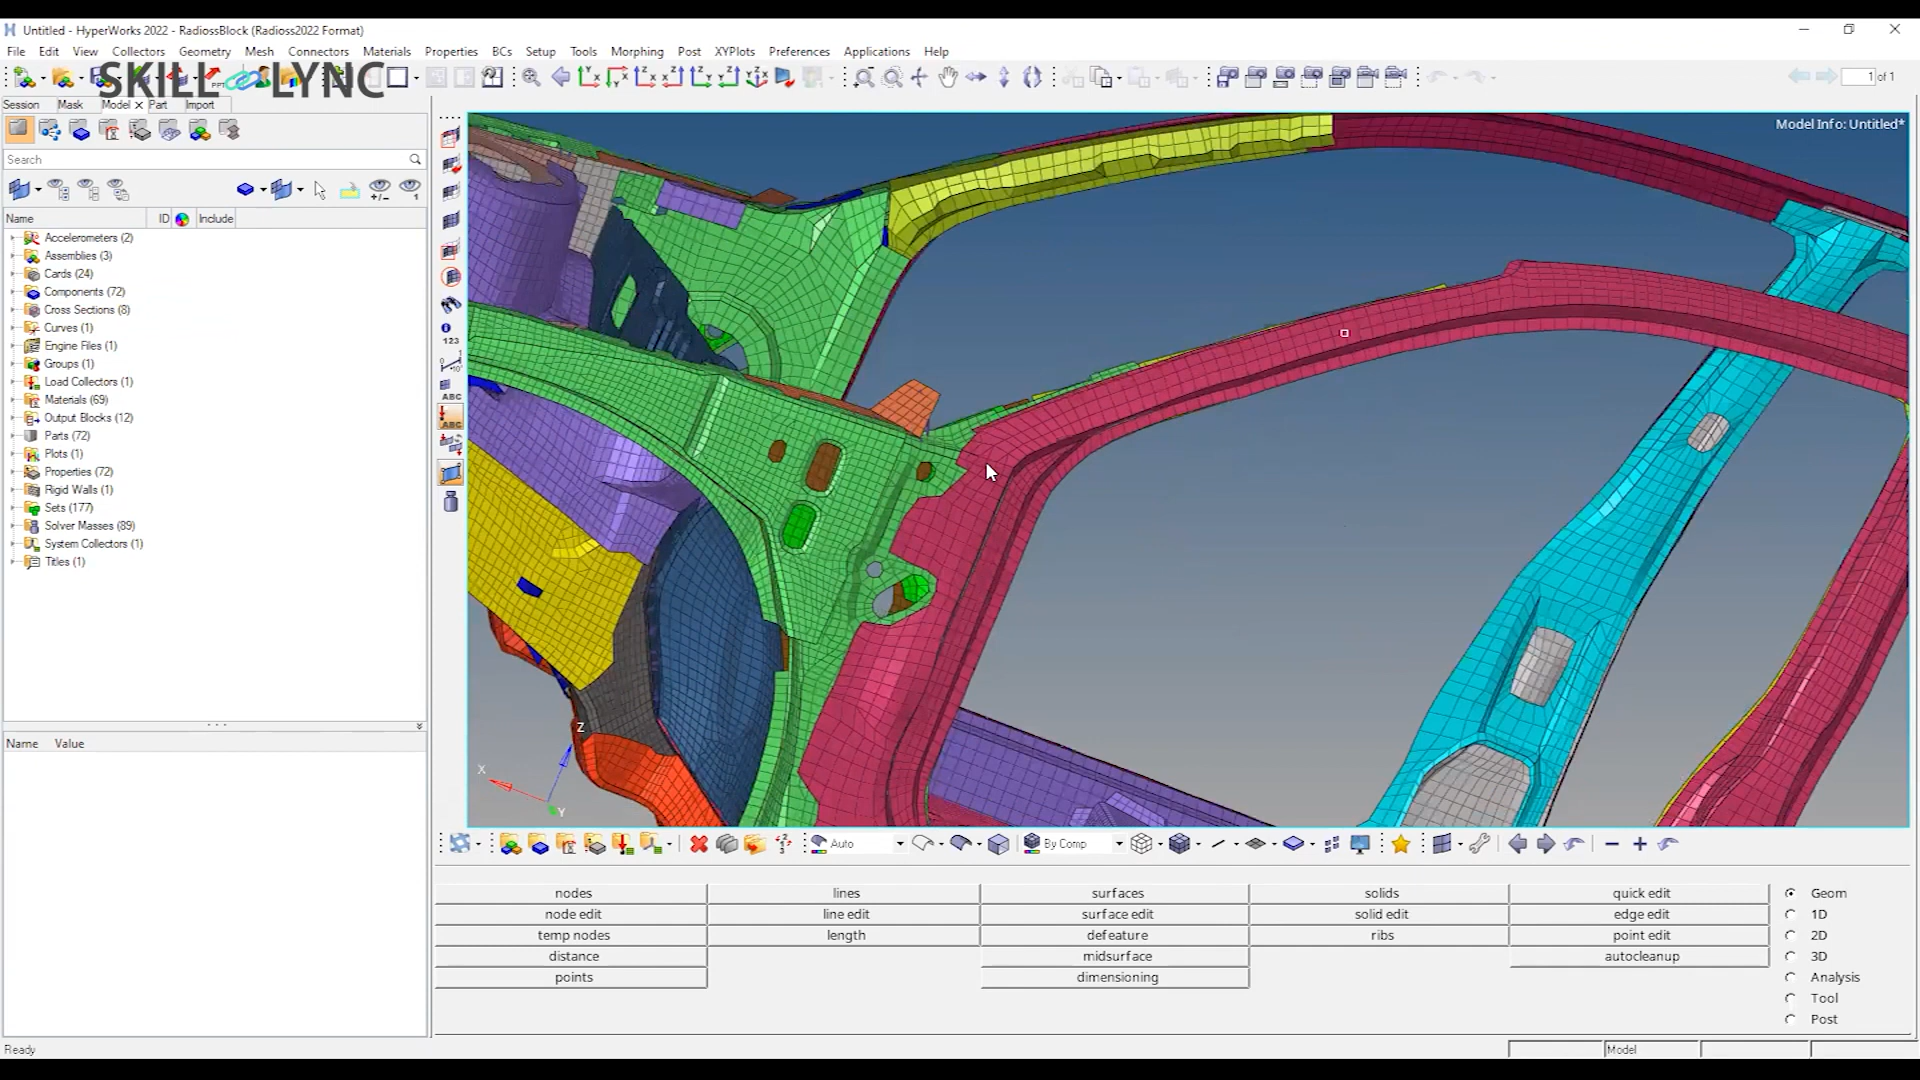 Untitled - HyperWorks 2022 - RadiossBlock (Radioss2022 Format)
File Edit View Collectors Geometry Mesh Connectors Materials Properties BCs Setup Tools Morphing Post XYPlots Preferences Applications Help
SKILL LYNC
1 of 1
Session Mask Model Part Import
Model Info: Untitled*
Search
Name ID Include
Accelerometers (2)
Assemblies (3)
Cards (24)
Components (72)
Cross Sections (8)
Curves (1)
Engine Files (1)
Groups (1)
Load Collectors (1)
Materials (69)
Output Blocks (12)
Parts (72)
Plots (1)
Properties (72)
Rigid Walls (1)
Sets (177)
Solver Masses (89)
System Collectors (1)
Titles (1)
123
ABC
ABC
Z
X
Y
Name Value
Auto
By Comp
nodes lines surfaces solids quick edit Geom
node edit line edit surface edit solid edit edge edit 1D
temp nodes length defeature ribs point edit 2D
distance midsurface autocleanup 3D
points dimensioning Analysis
Tool
Post
Ready
Model